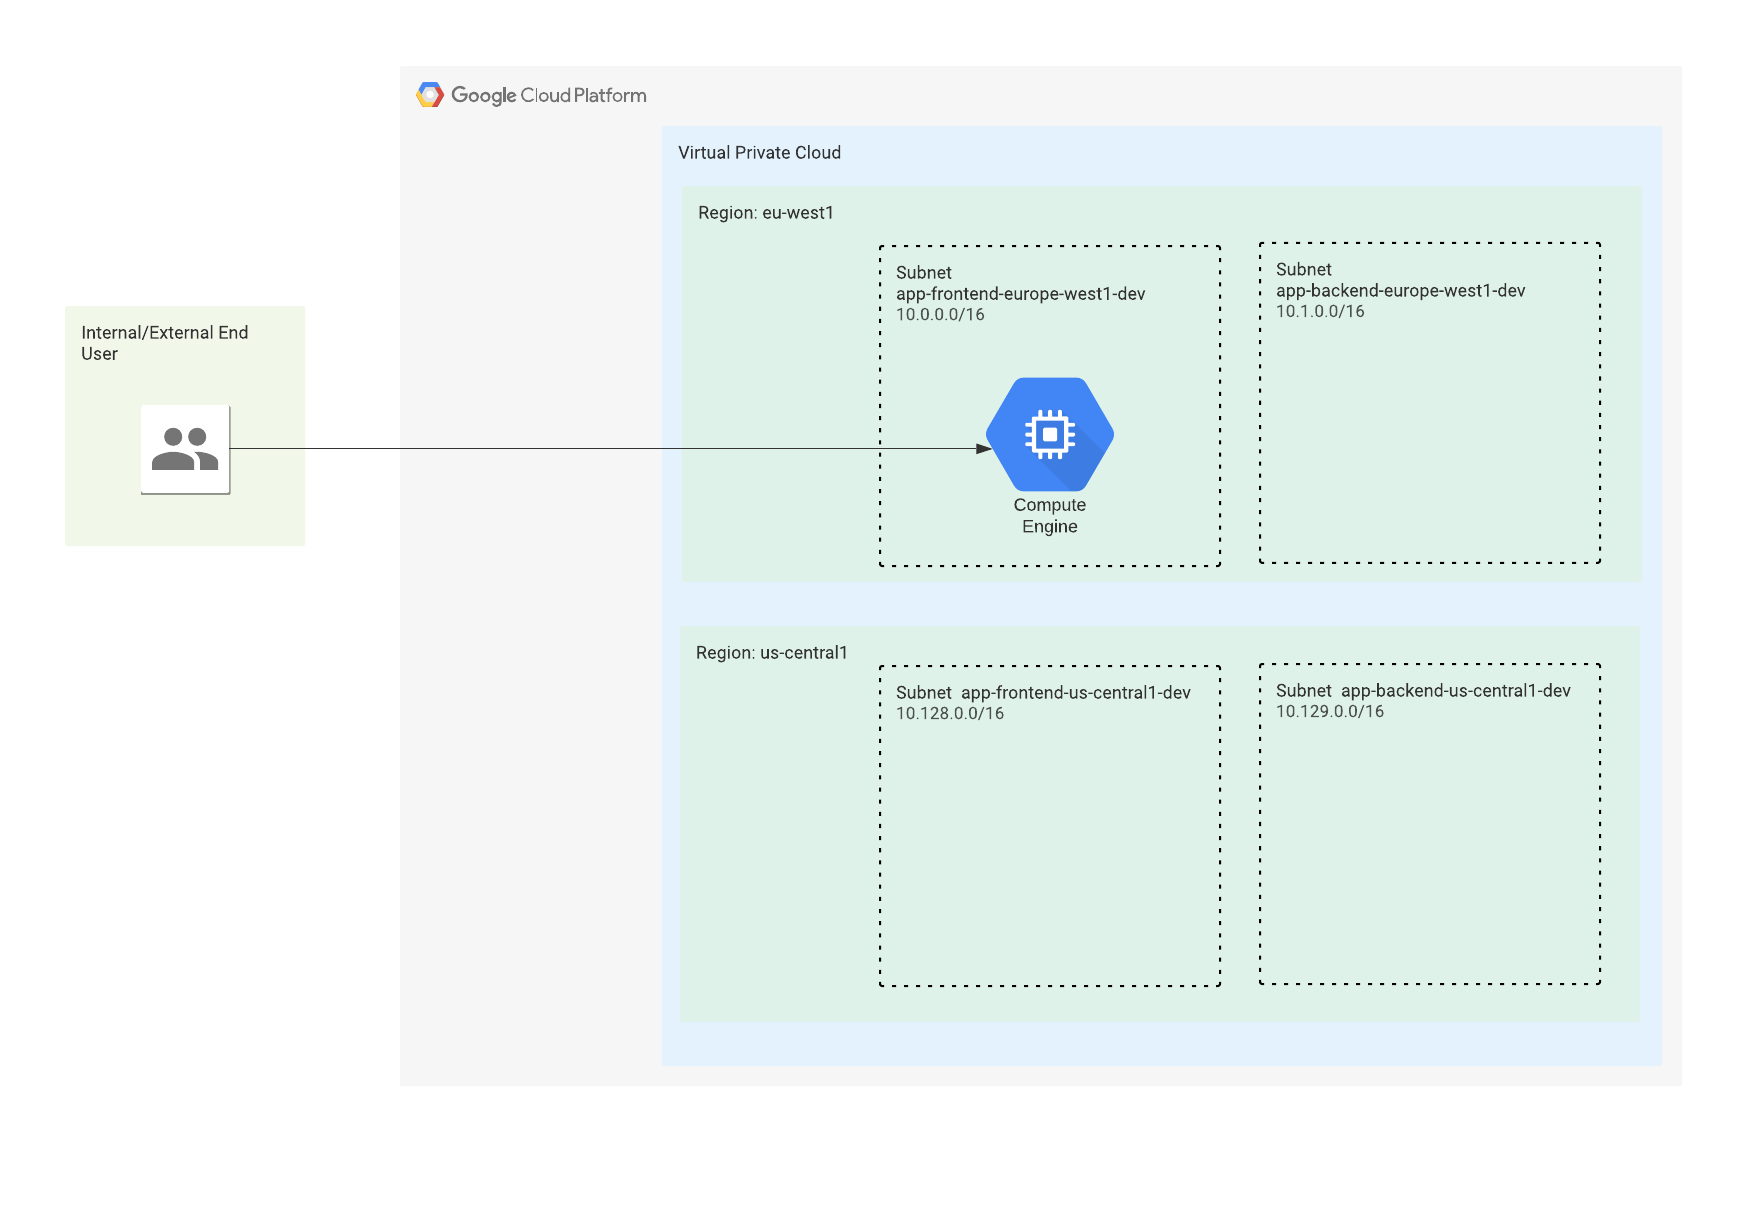 Google Cloud Platform
Virtual Private Cloud
Region: eu-west1
Subnet
app-frontend-europe-west1-dev
10.0.0.0/16
Subnet
app-backend-europe-west1-dev
10.1.0.0/16
Internal/External End
User
Compute
Engine
Region: us-central1
Subnet  app-frontend-us-central1-dev
10.128.0.0/16
Subnet  app-backend-us-central1-dev
10.129.0.0/16